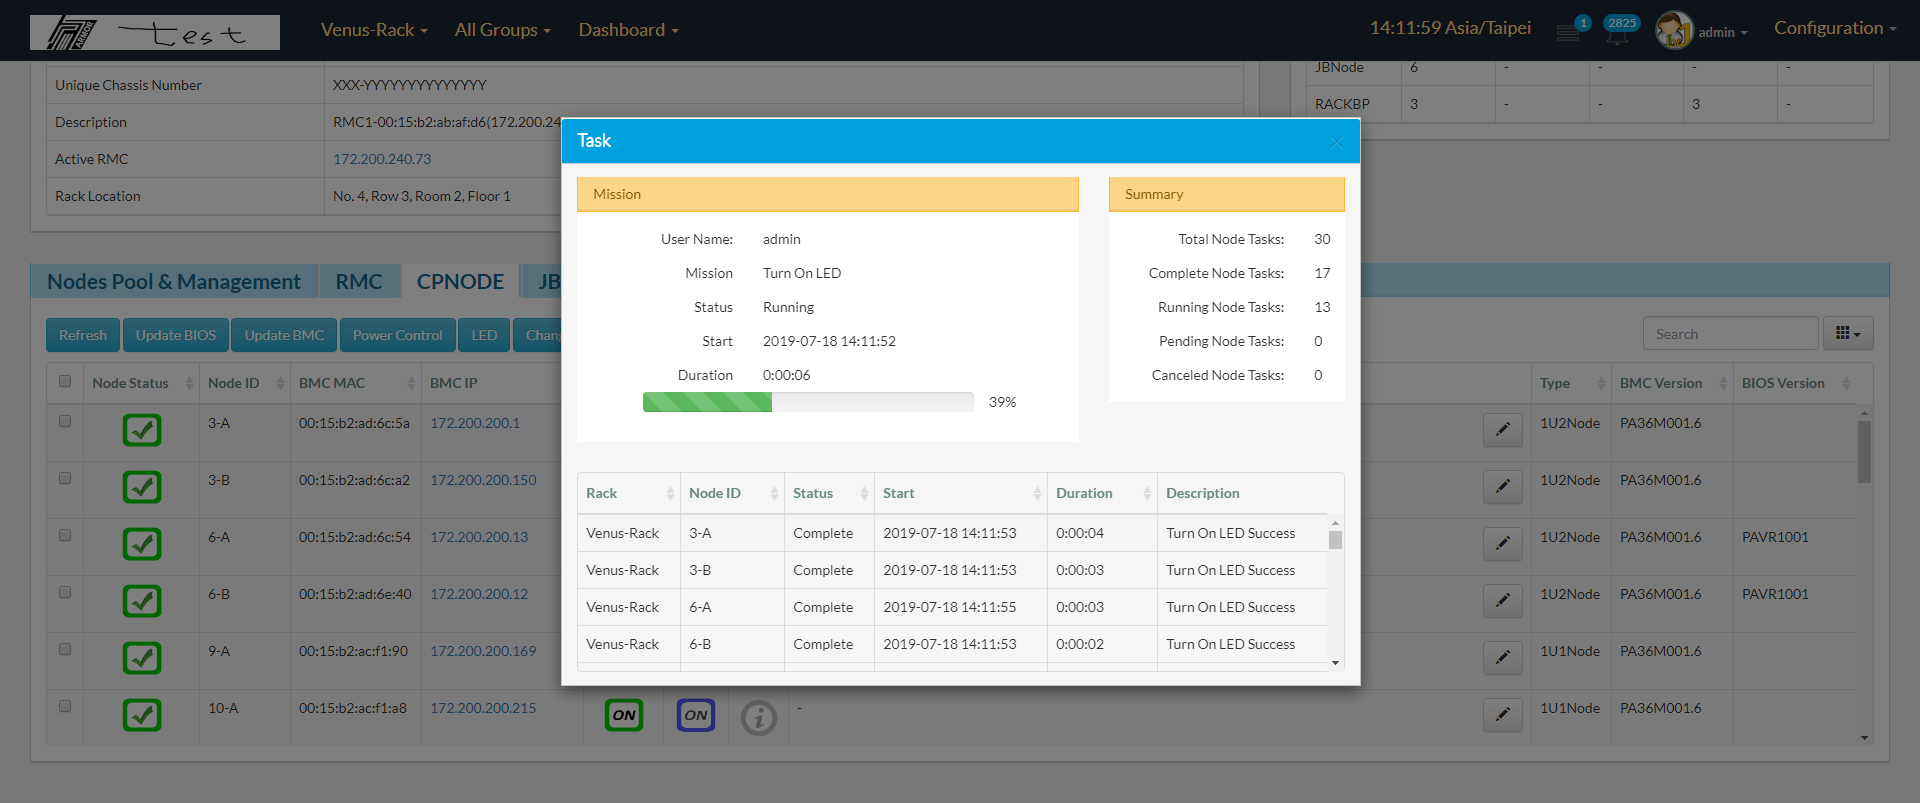 ARMOR test Venus-Rack All Groups Dashboard 14:11:59 Asia/Taipei 1 2825 admin Configuration
Unique Chassis Number XXX-YYYYYYYYYYYYYY
Description RMC1-00:15:b2:ab:af:d6(172.200.24
Active RMC 172.200.240.73
Rack Location No. 4, Row 3, Room 2, Floor 1
JBNode 6 - - - -
RACKBP 3 - - 3 -
Nodes Pool & Management RMC CPNODE JB
Refresh Update BIOS Update BMC Power Control LED Chan
Search
Node Status Node ID BMC MAC BMC IP Type BMC Version BIOS Version
3-A 00:15:b2:ad:6c:5a 172.200.200.1 1U2Node PA36M001.6
3-B 00:15:b2:ad:6c:a2 172.200.200.150 1U2Node PA36M001.6
6-A 00:15:b2:ad:6c:54 172.200.200.13 1U2Node PA36M001.6 PAVR1001
6-B 00:15:b2:ad:6e:40 172.200.200.12 1U2Node PA36M001.6 PAVR1001
9-A 00:15:b2:ac:f1:90 172.200.200.169 1U1Node PA36M001.6
10-A 00:15:b2:ac:f1:a8 172.200.200.215 ON ON i - 1U1Node PA36M001.6
Task
Mission
User Name: admin
Mission Turn On LED
Status Running
Start 2019-07-18 14:11:52
Duration 0:00:06
39%
Summary
Total Node Tasks: 30
Complete Node Tasks: 17
Running Node Tasks: 13
Pending Node Tasks: 0
Canceled Node Tasks: 0
Rack Node ID Status Start Duration Description
Venus-Rack 3-A Complete 2019-07-18 14:11:53 0:00:04 Turn On LED Success
Venus-Rack 3-B Complete 2019-07-18 14:11:53 0:00:03 Turn On LED Success
Venus-Rack 6-A Complete 2019-07-18 14:11:55 0:00:03 Turn On LED Success
Venus-Rack 6-B Complete 2019-07-18 14:11:53 0:00:02 Turn On LED Success